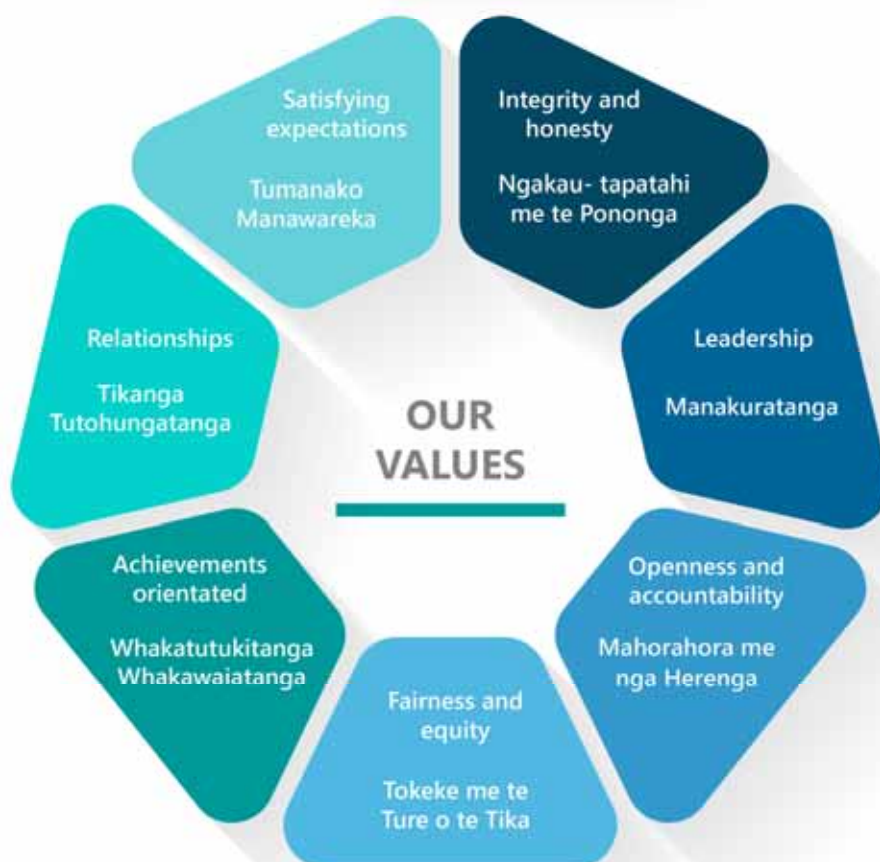 OUR
VALUES
Integrity and
honesty
Ngakau- tapatahi
me te Pononga
Leadership
Manakuratanga
Openness and
accountability
Mahorahora me
nga Herenga
Fairness and
equity
Tokeke me te
Ture o te Tika
Achievements
orientated
Whakatutukitanga
Whakawaiatanga
Relationships
Tikanga
Tutohungatanga
Satisfying
expectations
Tumanako
Manawareka